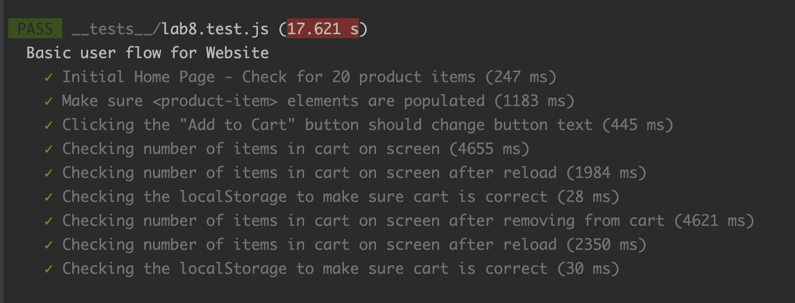 PASS __tests__/lab8.test.js (17.621 s)
Basic user flow for Website
✓ Initial Home Page - Check for 20 product items (247 ms)
✓ Make sure <product-item> elements are populated (1183 ms)
✓ Clicking the "Add to Cart" button should change button text (445 ms)
✓ Checking number of items in cart on screen (4655 ms)
✓ Checking number of items in cart on screen after reload (1984 ms)
✓ Checking the localStorage to make sure cart is correct (28 ms)
✓ Checking number of items in cart on screen after removing from cart (4621 ms)
✓ Checking number of items in cart on screen after reload (2350 ms)
✓ Checking the localStorage to make sure cart is correct (30 ms)